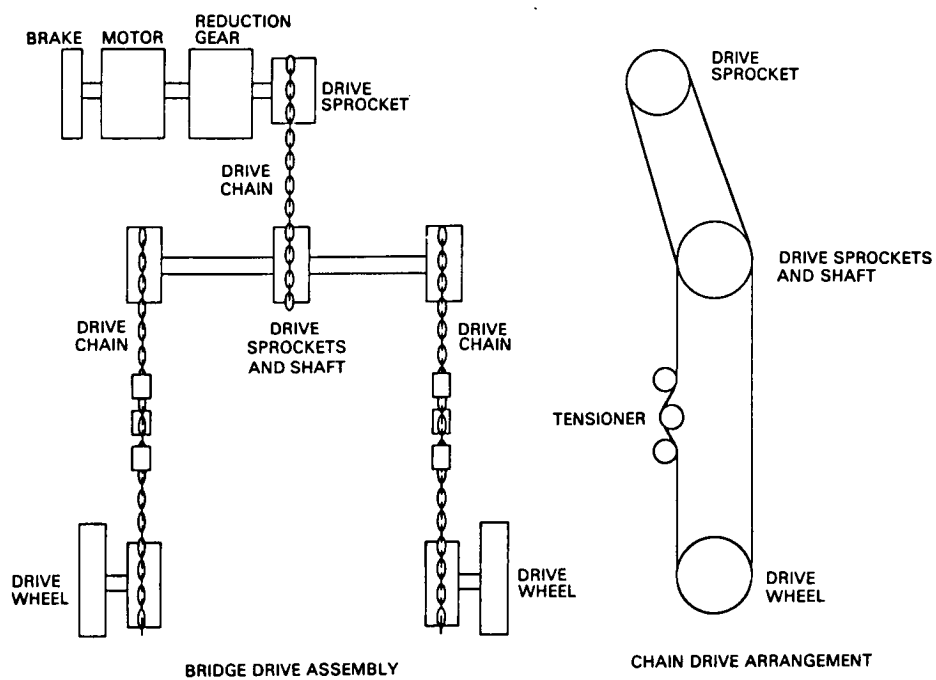 BRAKE
MOTOR
REDUCTION
GEAR
DRIVE
SPROCKET
DRIVE
CHAIN
DRIVE
CHAIN
DRIVE
SPROCKETS
AND SHAFT
DRIVE
CHAIN
DRIVE
WHEEL
DRIVE
WHEEL
BRIDGE DRIVE ASSEMBLY
DRIVE
SPROCKET
DRIVE SPROCKETS
AND SHAFT
TENSIONER
DRIVE
WHEEL
CHAIN DRIVE ARRANGEMENT